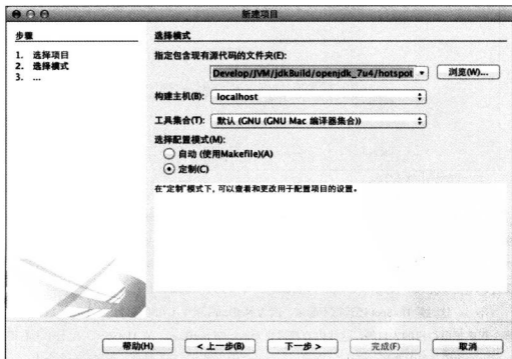 新建项目
步骤
1. 选择项目
2. 选择模式
3. ...
选择模式
指定包含现有源代码的文件夹(E):
Develop/JVM/jdkBuild/openjdk_7u4/hotspot
浏览(W)...
构建主机(B): localhost
工具集合(T): 默认 (GNU (GNU Mac 编译器集合))
选择配置模式(M):
自动 (使用Makefile)(A)
定制(C)
在“定制”模式下，可以查看和更改用于配置项目的设置。
帮助(H) < 上一步(B) 下一步 > 完成(F) 取消